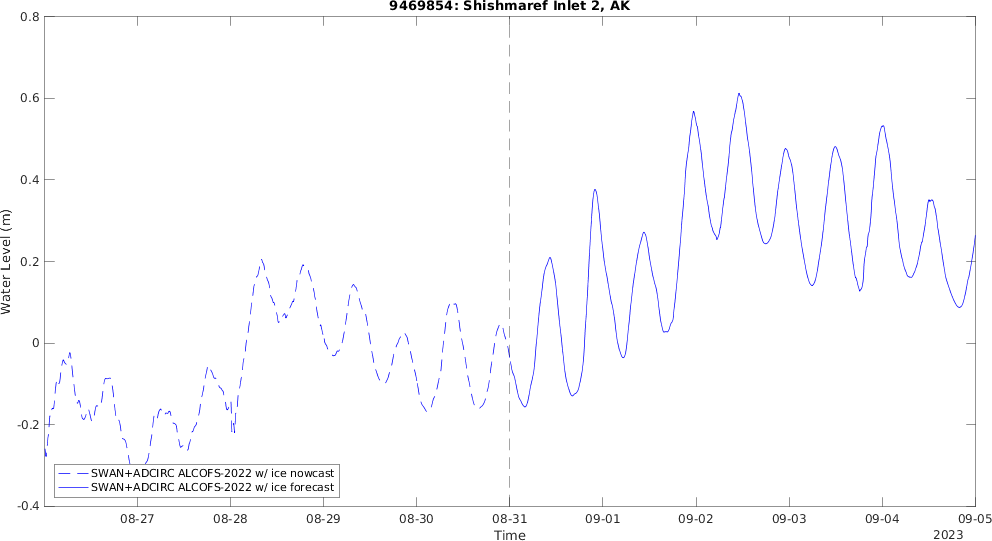 9469854: Shishmaref Inlet 2, AK
0.8
0.6
0.4
0.2
0
-0.2
-0.4
Water Level (m)
SWAN+ADCIRC ALCOFS-2022 w/ ice nowcast
SWAN+ADCIRC ALCOFS-2022 w/ ice forecast
08-27 08-28 08-29 08-30 08-31 09-01 09-02 09-03 09-04 09-05
Time
2023